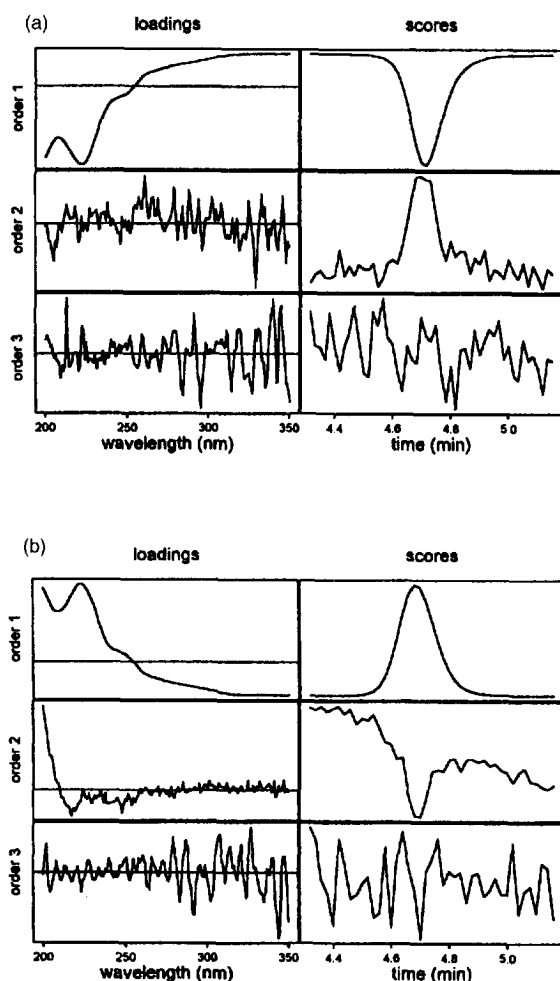 (a)
loadings scores
order 1
order 2
order 3
200 250 300 350 4.4 4.6 4.8 5.0
wavelength (nm) time (min)
(b)
loadings scores
order 1
order 2
order 3
200 250 300 350 4.4 4.6 4.8 5.0
wavelength (nm) time (min)